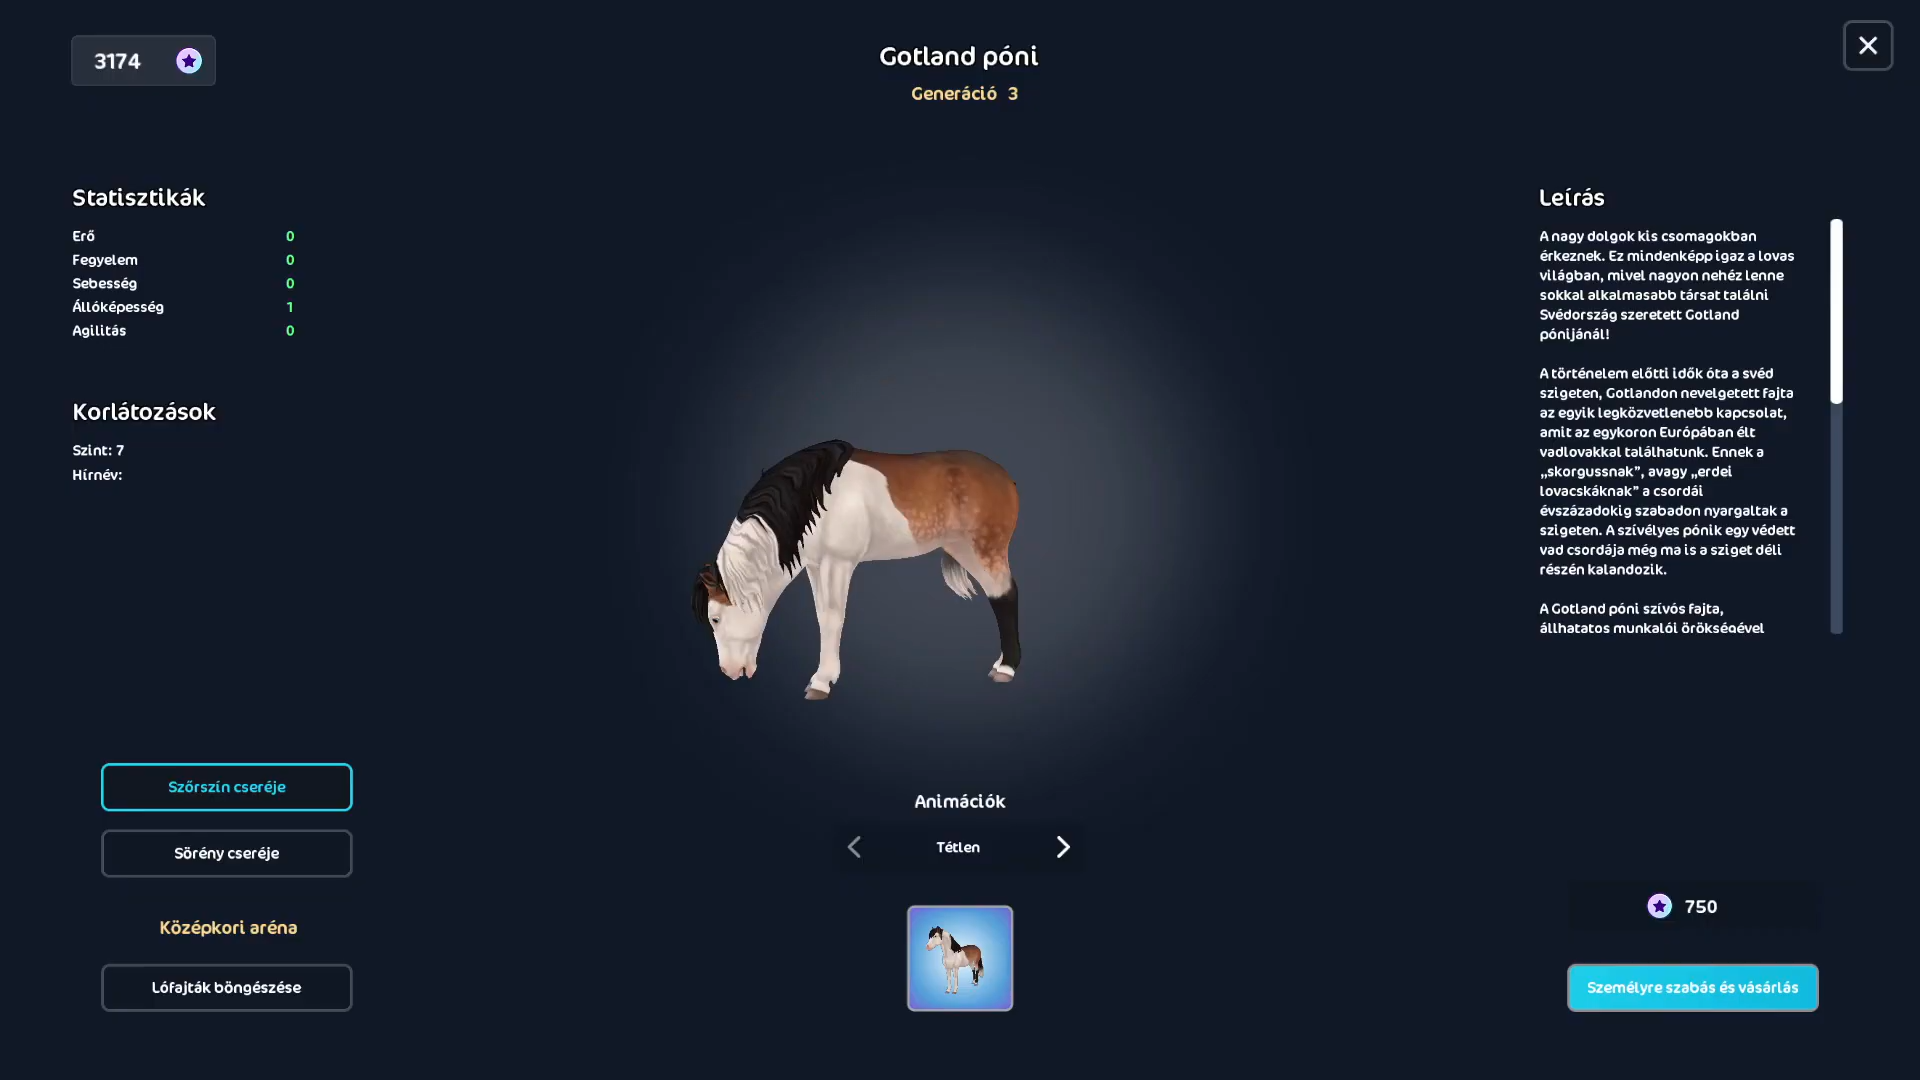 3174
Gotland póni
Generáció 3
Statisztikák
Erő 0
Fegyelem 0
Sebesség 0
Állóképesség 1
Agilitás 0
Korlátozások
Szint: 7
Hírnév:
Szőrszín cseréje
Sörény cseréje
Középkori aréna
Lófajták böngészése
Animációk
Tétlen
Leírás
A nagy dolgok kis csomagokban
érkeznek. Ez mindenképp igaz a lovas
világban, mivel nagyon nehéz lenne
sokkal alkalmasabb társat találni
Svédország szeretett Gotland
pónijánál!
A történelem előtti idők óta a svéd
szigeten, Gotlandon nevelgetett fajta
az egyik legközvetlenebb kapcsolat,
amit az egykoron Európában élt
vadlovakkal találhatunk. Ennek a
„skorgussnak”, avagy „erdei
lovacskáknak” a csordái
évszázadokig szabadon nyargaltak a
szigeten. A szívélyes pónik egy védett
vad csordája még ma is a sziget déli
részén kalandozik.
A Gotland póni szívós fajta,
állhatatos munkalói örökségével
750
Személyre szabás és vásárlás